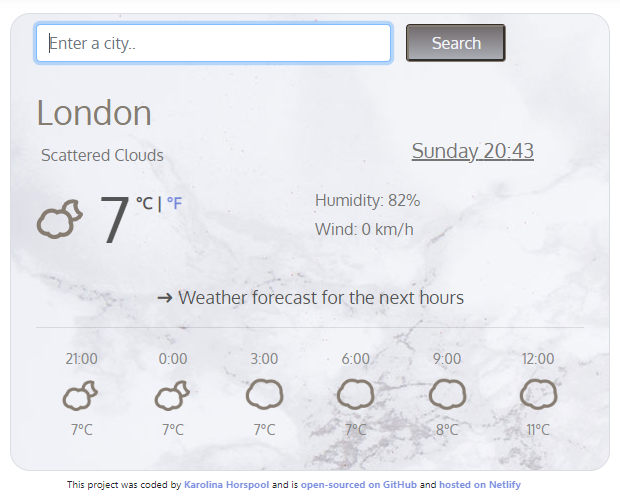 Enter a city..
Search
London
Scattered Clouds
Sunday 20:43
7 °C | °F
Humidity: 82%
Wind: 0 km/h
➔ Weather forecast for the next hours
21:00 0:00 3:00 6:00 9:00 12:00
7°C 7°C 7°C 7°C 8°C 11°C
This project was coded by Karolina Horspool and is open-sourced on GitHub and hosted on Netlify